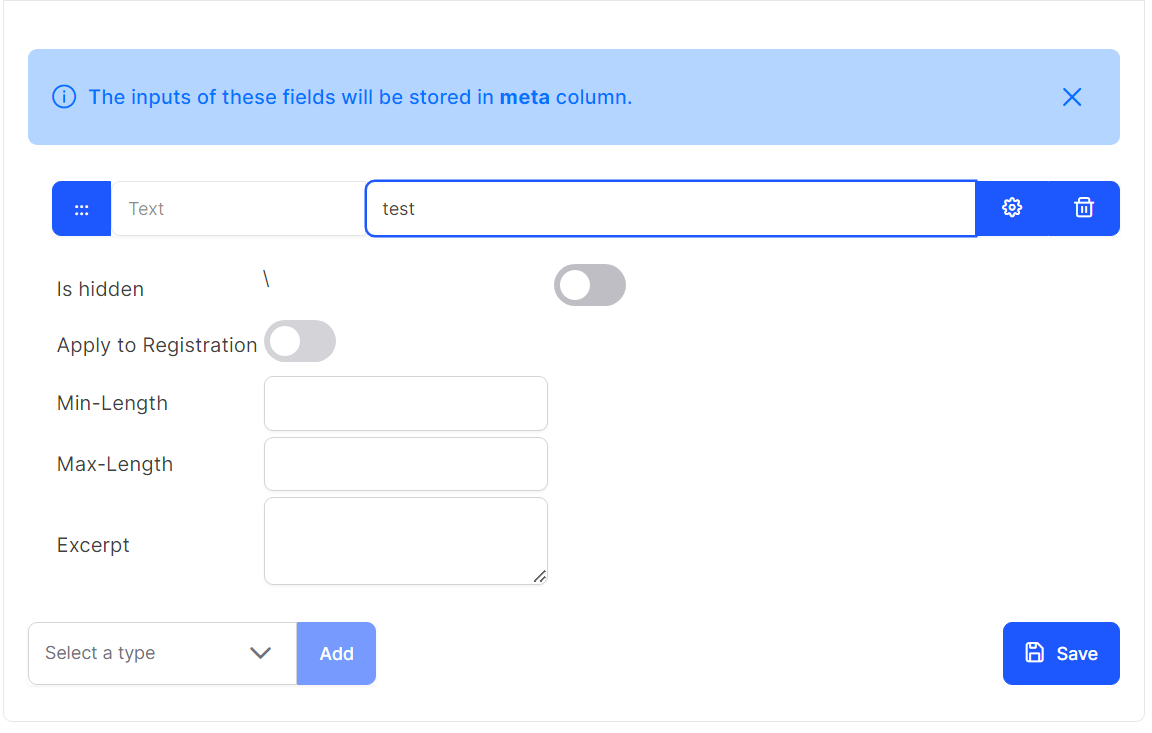 The inputs of these fields will be stored in meta column.
Text
test
Is hidden
\
Apply to Registration
Min-Length
Max-Length
Excerpt
Select a type
Add
Save